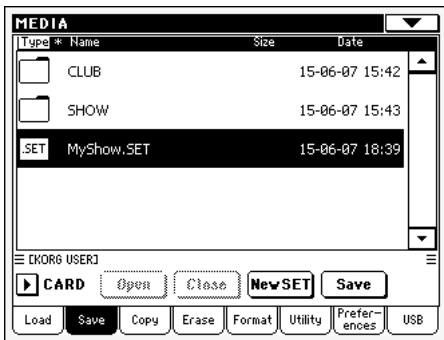 MEDIA
Type * Name Size Date
CLUB 15-06-07 15:42
SHOW 15-06-07 15:43
.SET MyShow.SET 15-06-07 18:39
[KORG USER]
CARD Open Close New SET Save
Load Save Copy Erase Format Utility Prefer-ences USB